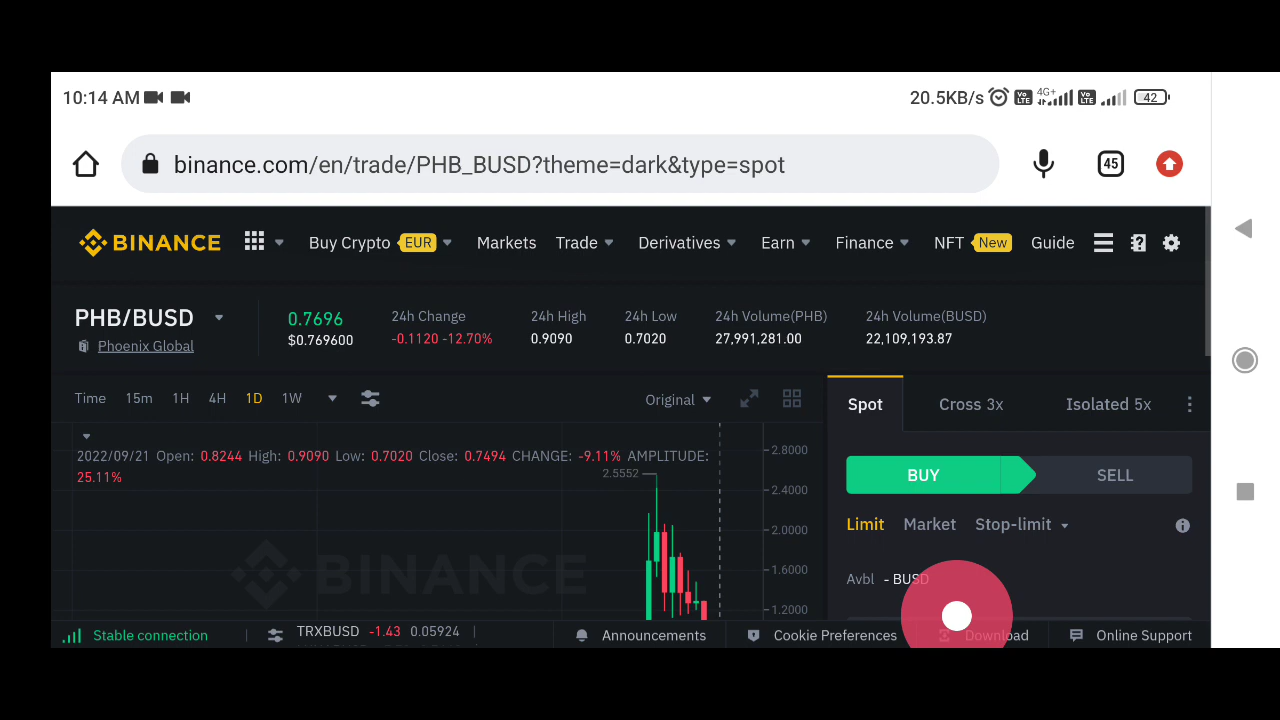 10:14 AM 20.5KB/s Vo LTE 4G+ Vo LTE 42
binance.com/en/trade/PHB_BUSD?theme=dark&type=spot 45
BINANCE Buy Crypto EUR Markets Trade Derivatives Earn Finance NFT New Guide
PHB/BUSD 0.7696 24h Change 24h High 24h Low 24h Volume(PHB) 24h Volume(BUSD)
Phoenix Global $0.769600 -0.1120 -12.70% 0.9090 0.7020 27,991,281.00 22,109,193.87
Time 15m 1H 4H 1D 1W Original Spot Cross 3x Isolated 5x
2022/09/21 Open: 0.8244 High: 0.9090 Low: 0.7020 Close: 0.7494 CHANGE: -9.11% AMPLITUDE:
25.11%
2.5552
2.8000
2.4000
2.0000
1.6000
1.2000
BINANCE
BUY SELL
Limit Market Stop-limit
Avbl - BUSD
Stable connection TRXBUSD -1.43 0.05924 Announcements Cookie Preferences Download Online Support